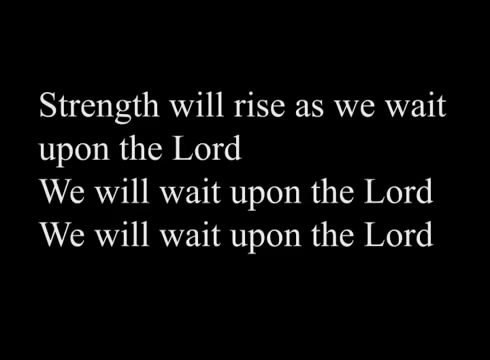 Strength will rise as we wait
upon the Lord
We will wait upon the Lord
We will wait upon the Lord